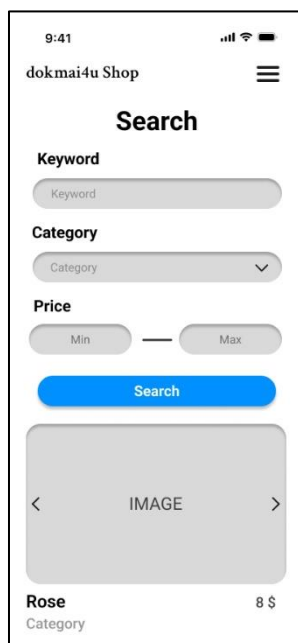 9:41
dokmai4u Shop
Search
Keyword
Keyword
Category
Category
Price
Min
Max
Search
IMAGE
Rose
8 $
Category